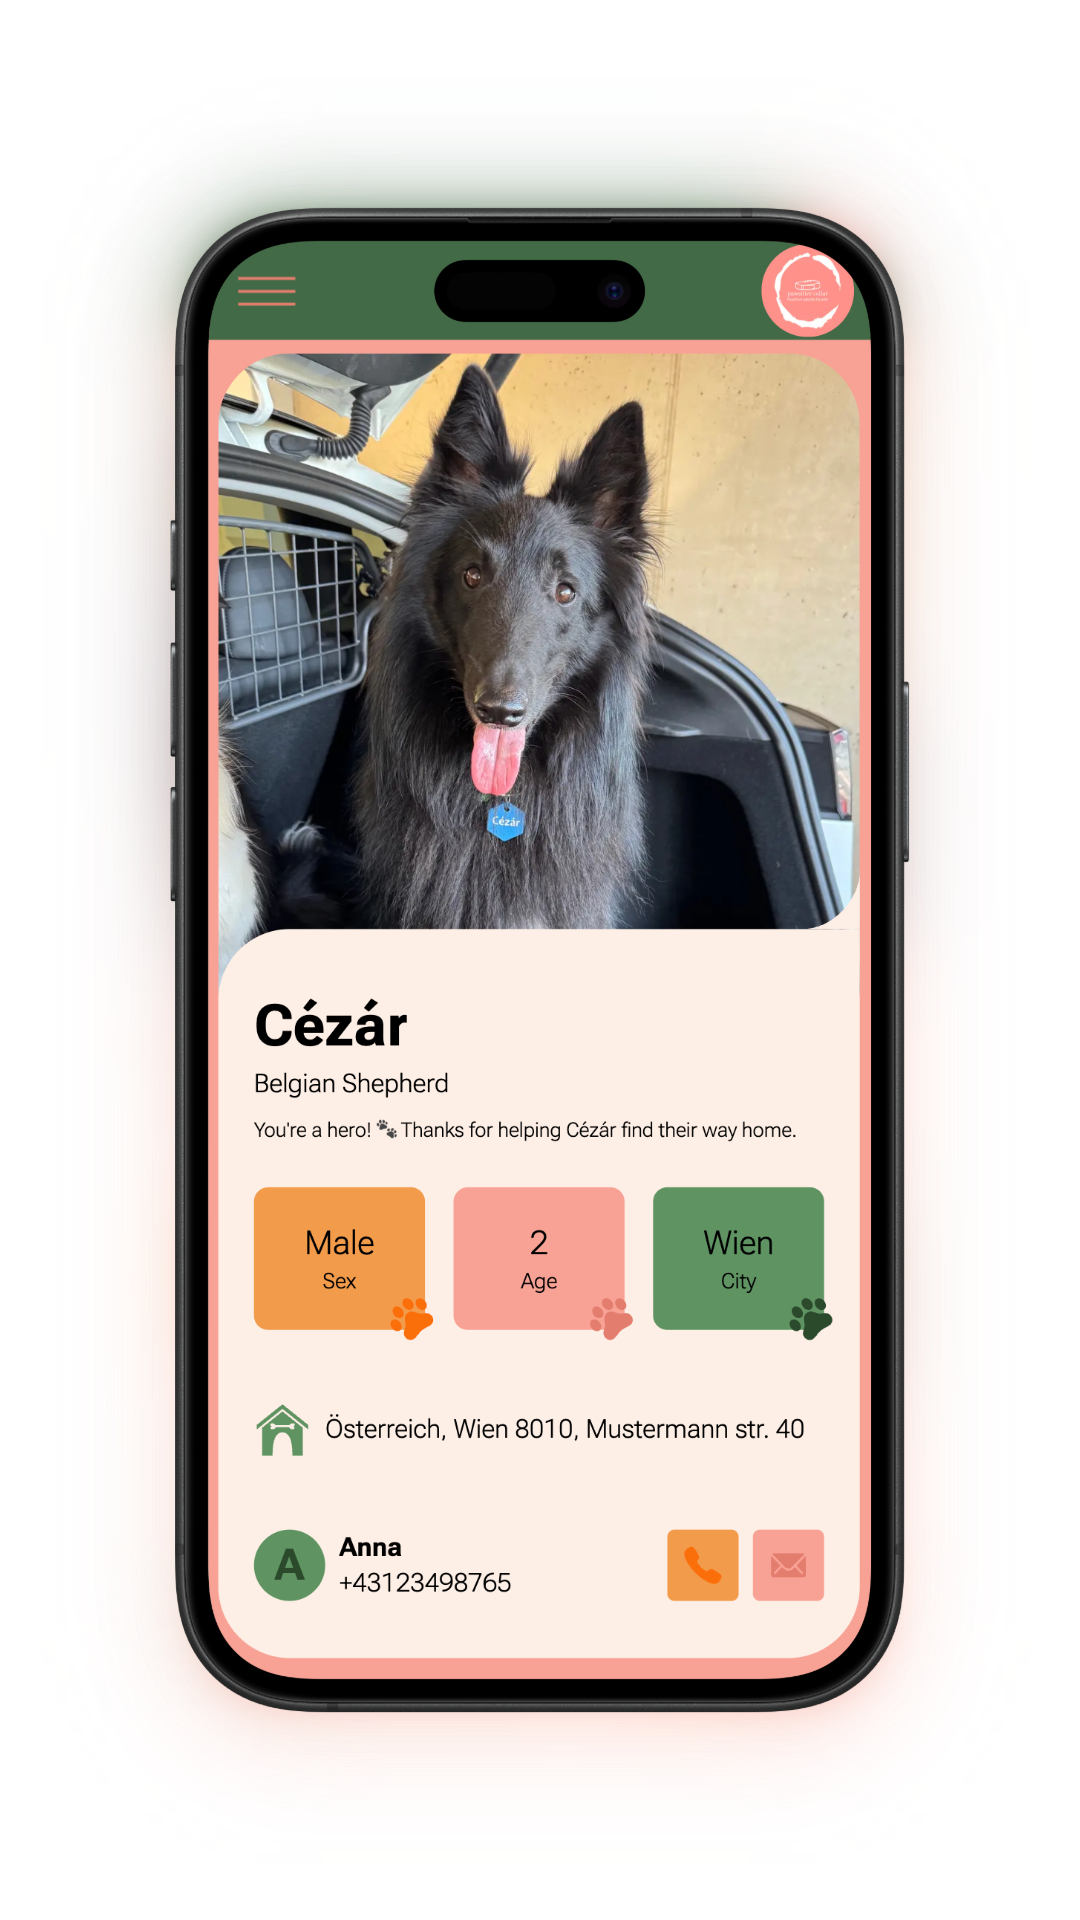 Cézár
Cézár
Belgian Shepherd
You're a hero! 🐾 Thanks for helping Cézár find their way home.
Male
Sex
2
Age
Wien
City
Österreich, Wien 8010, Mustermann str. 40
A
Anna
+43123498765